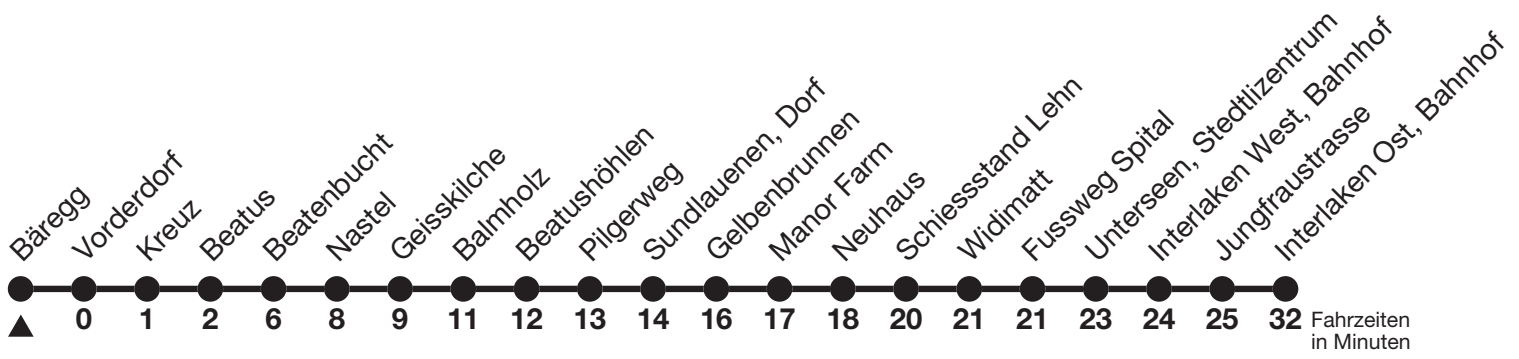 Bäregg
Vorderdorf
Kreuz
Beatus
Beatenbucht
Nastel
Geisskilche
Balmholz
Beatushöhlen
Pilgerweg
Sundlauenen, Dorf
Gelbenbrunnen
Manor Farm
Neuhaus
Schiessstand Lehn
Widimatt
Fussweg Spital
Unterseen, Stedtlizentrum
Interlaken West, Bahnhof
Jungfraustrasse
Interlaken Ost, Bahnhof
0 1 2 6 8 9 11 12 13 14 16 17 18 20 21 21 23 24 25 32 Fahrzeiten
in Minuten